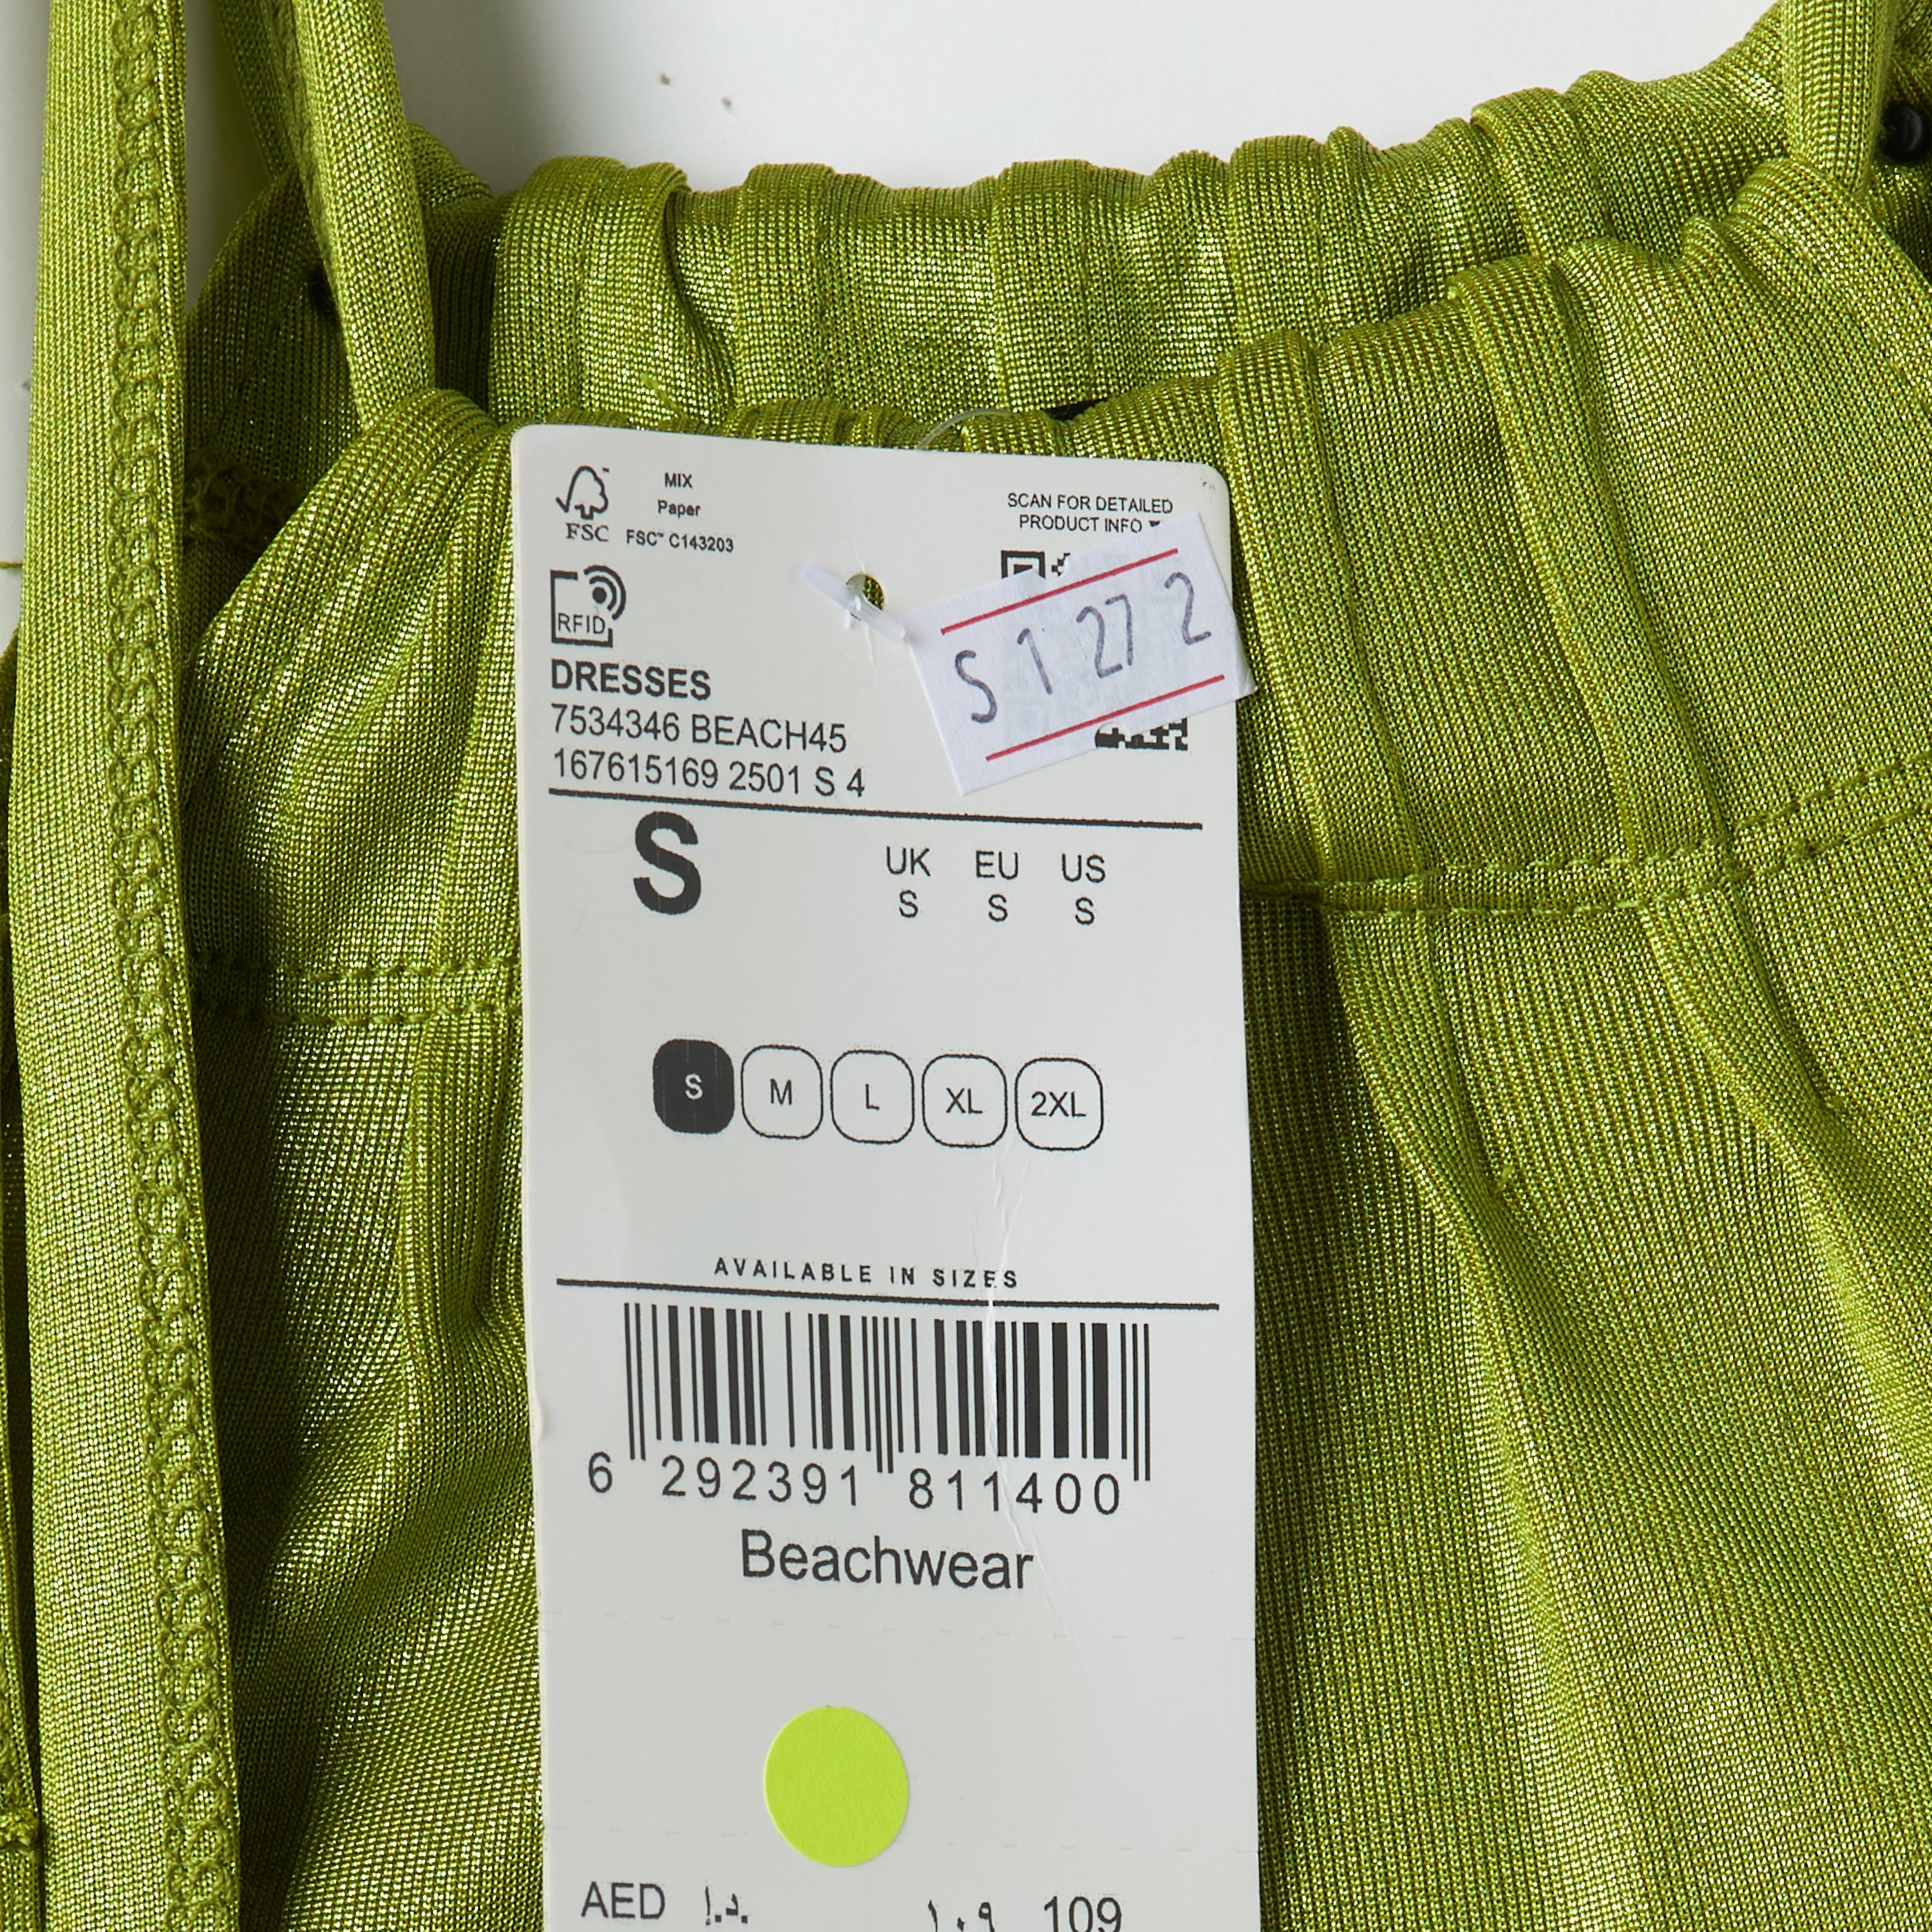 MIX
Paper
FSC™ C143203
FSC
SCAN FOR DETAILED
PRODUCT INFO
RFID
S 1 27 2
DRESSES
7534346 BEACH45
167615169 2501 S 4
S
UK EU US
S S S
S M L XL 2XL
AVAILABLE IN SIZES
6 292391 811400
Beachwear
AED د.إ. ١٠٩ 109